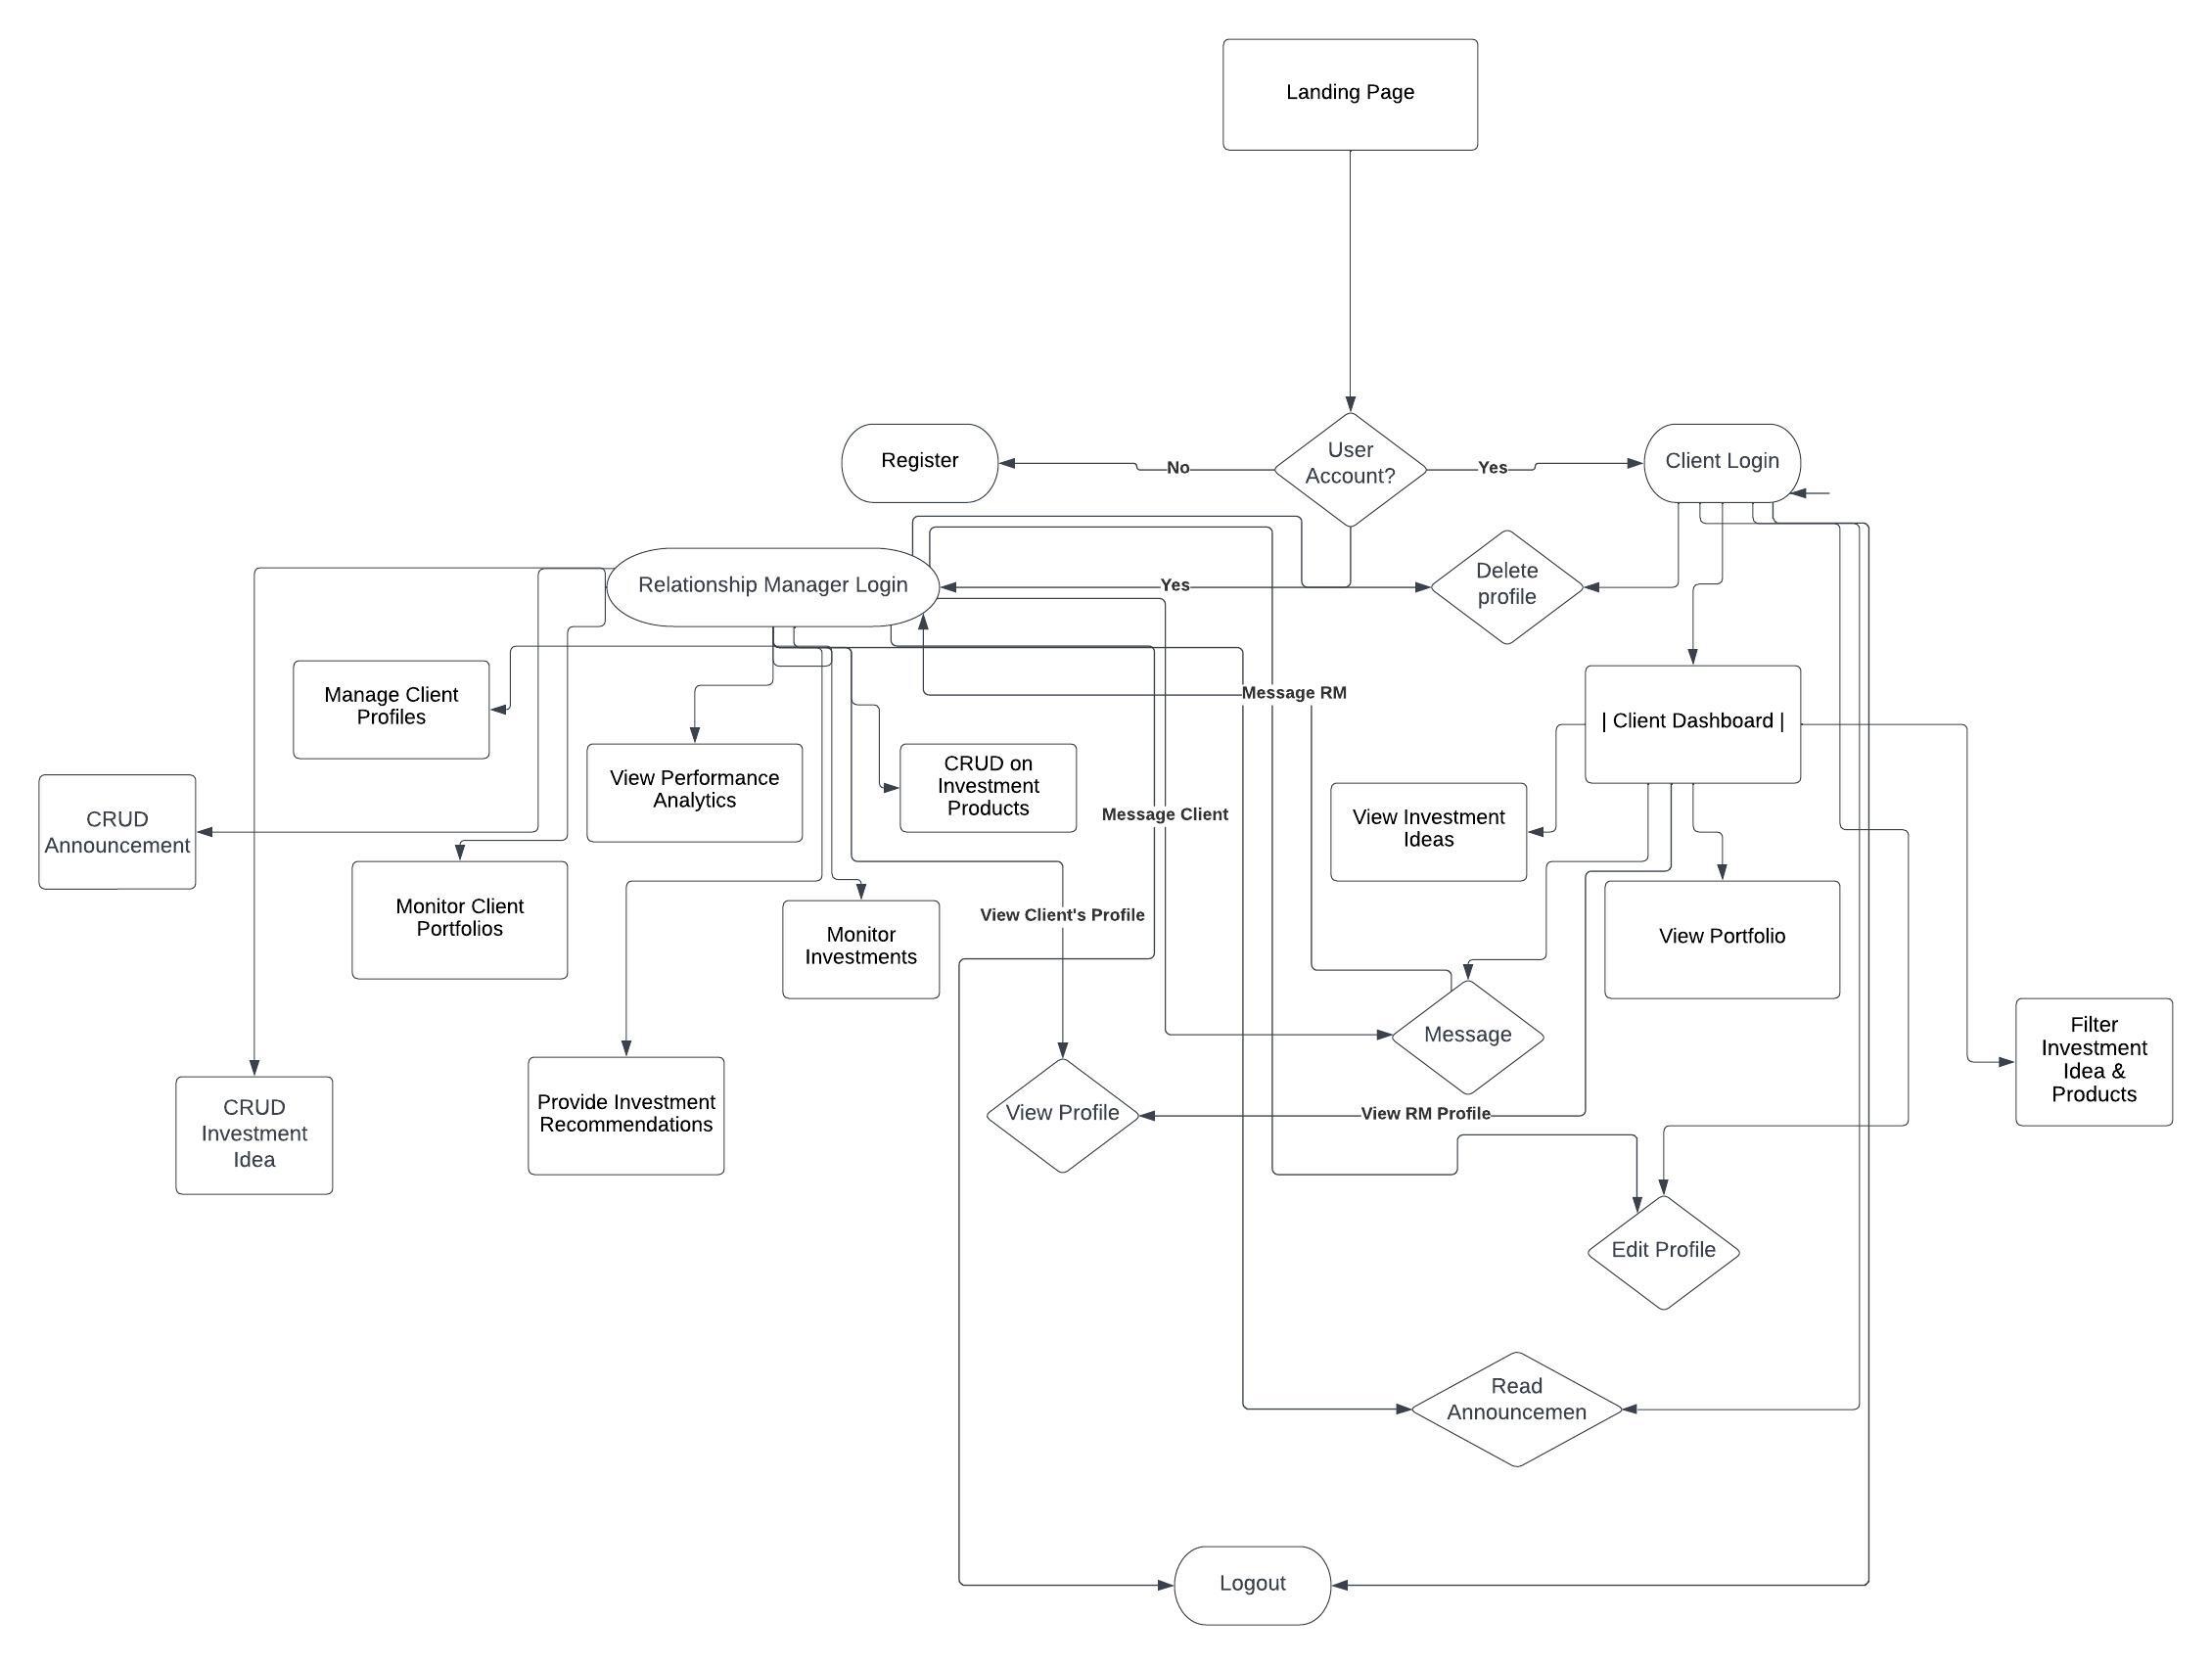 Landing Page
User
Account?
Register
No
Yes
Client Login
Relationship Manager Login
Yes
Delete
profile
Manage Client
Profiles
Message RM
| Client Dashboard |
View Performance
Analytics
CRUD on
Investment
Products
CRUD
Announcement
Message Client
View Investment
Ideas
Monitor Client
Portfolios
View Client's Profile
Monitor
Investments
View Portfolio
Message
Filter
Investment
Idea &
Products
CRUD
Investment
Idea
Provide Investment
Recommendations
View Profile
View RM Profile
Edit Profile
Read
Announcemen
Logout